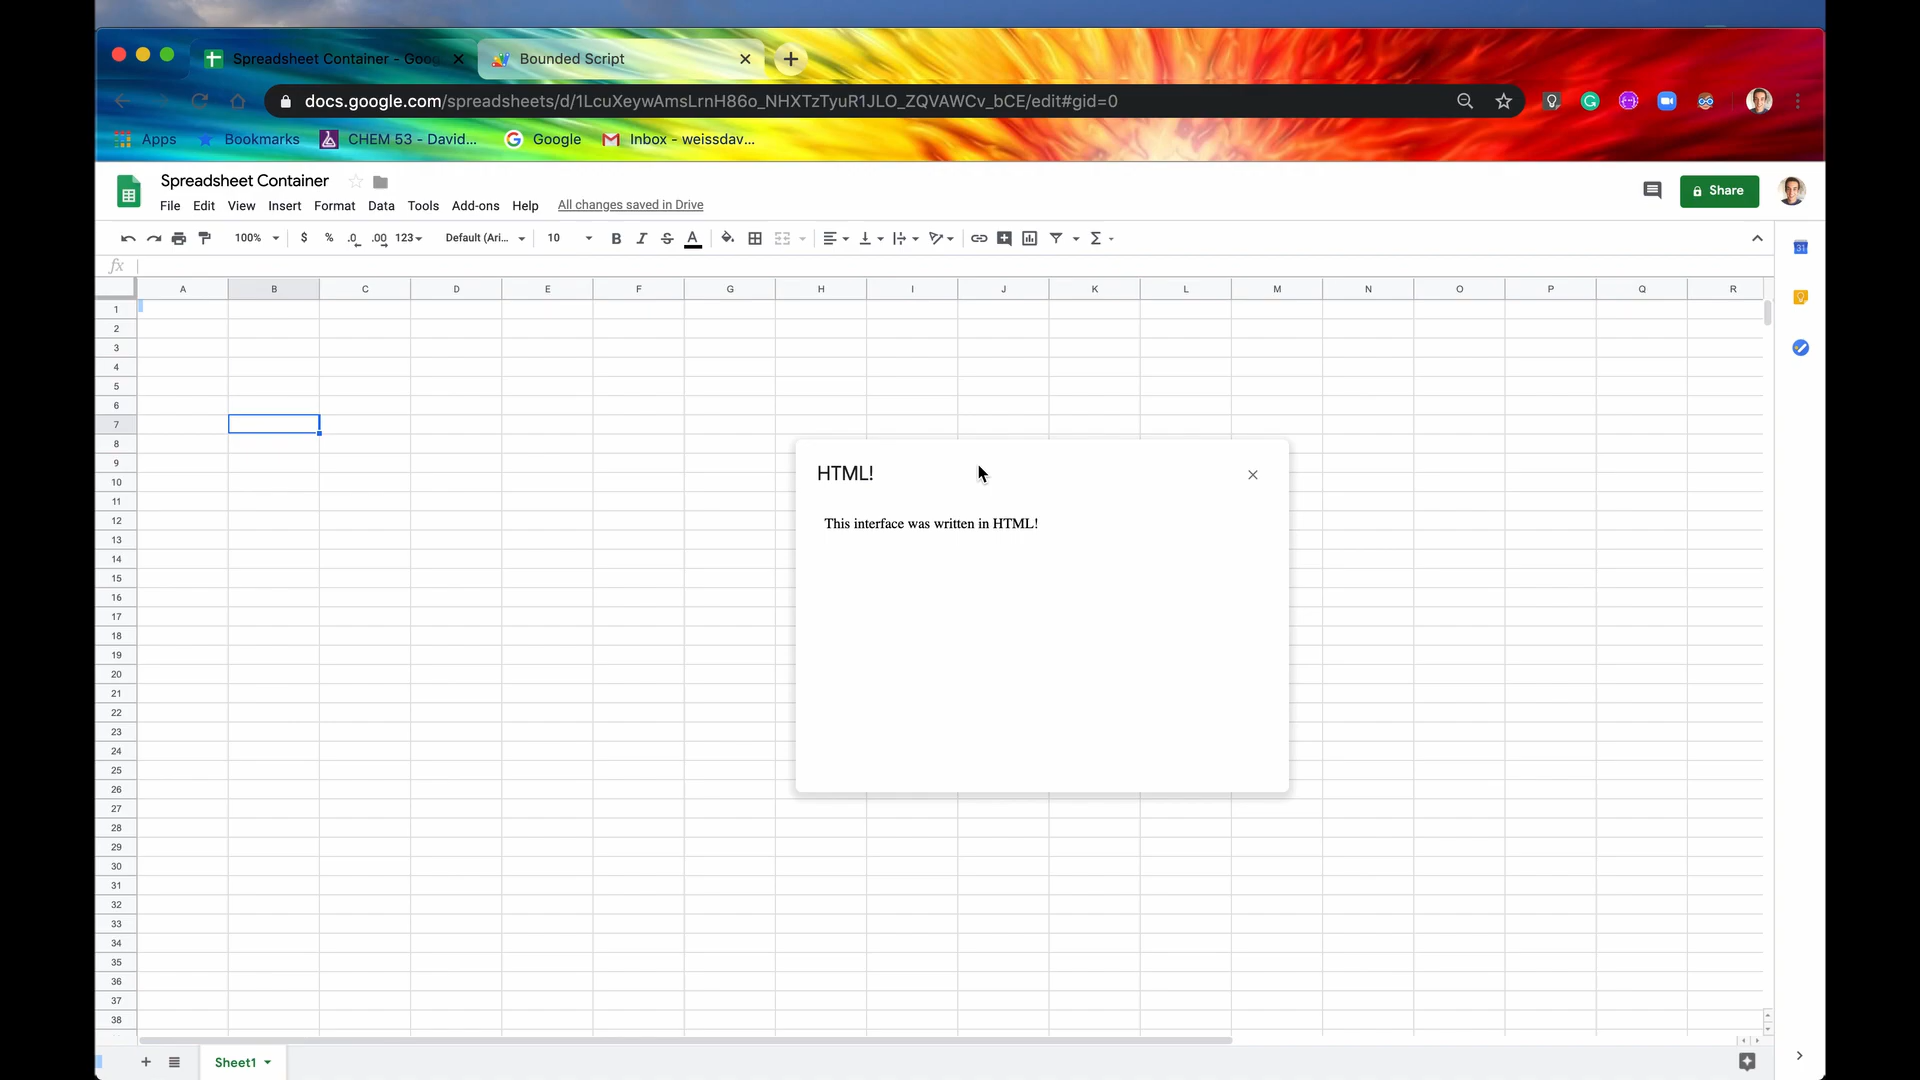 Spreadsheet Container - Goo
Bounded Script
docs.google.com/spreadsheets/d/1LcuXeywAmsLrnH86o_NHXTzTyuR1JLO_ZQVAWCv_bCE/edit#gid=0
Apps
Bookmarks
CHEM 53 - David...
Google
Inbox - weissdav...
Spreadsheet Container
Share
File Edit View Insert Format Data Tools Add-ons Help All changes saved in Drive
100% $ % .0 .00 123 Default (Ari... 10 B I S A Σ
31
fx
A B C D E F G H I J K L M N O P Q R
1
2
3
4
5
6
7
8
9
10
11
12
13
14
15
16
17
18
19
20
21
22
23
24
25
26
27
28
29
30
31
32
33
34
35
36
37
38
HTML!
This interface was written in HTML!
Sheet1